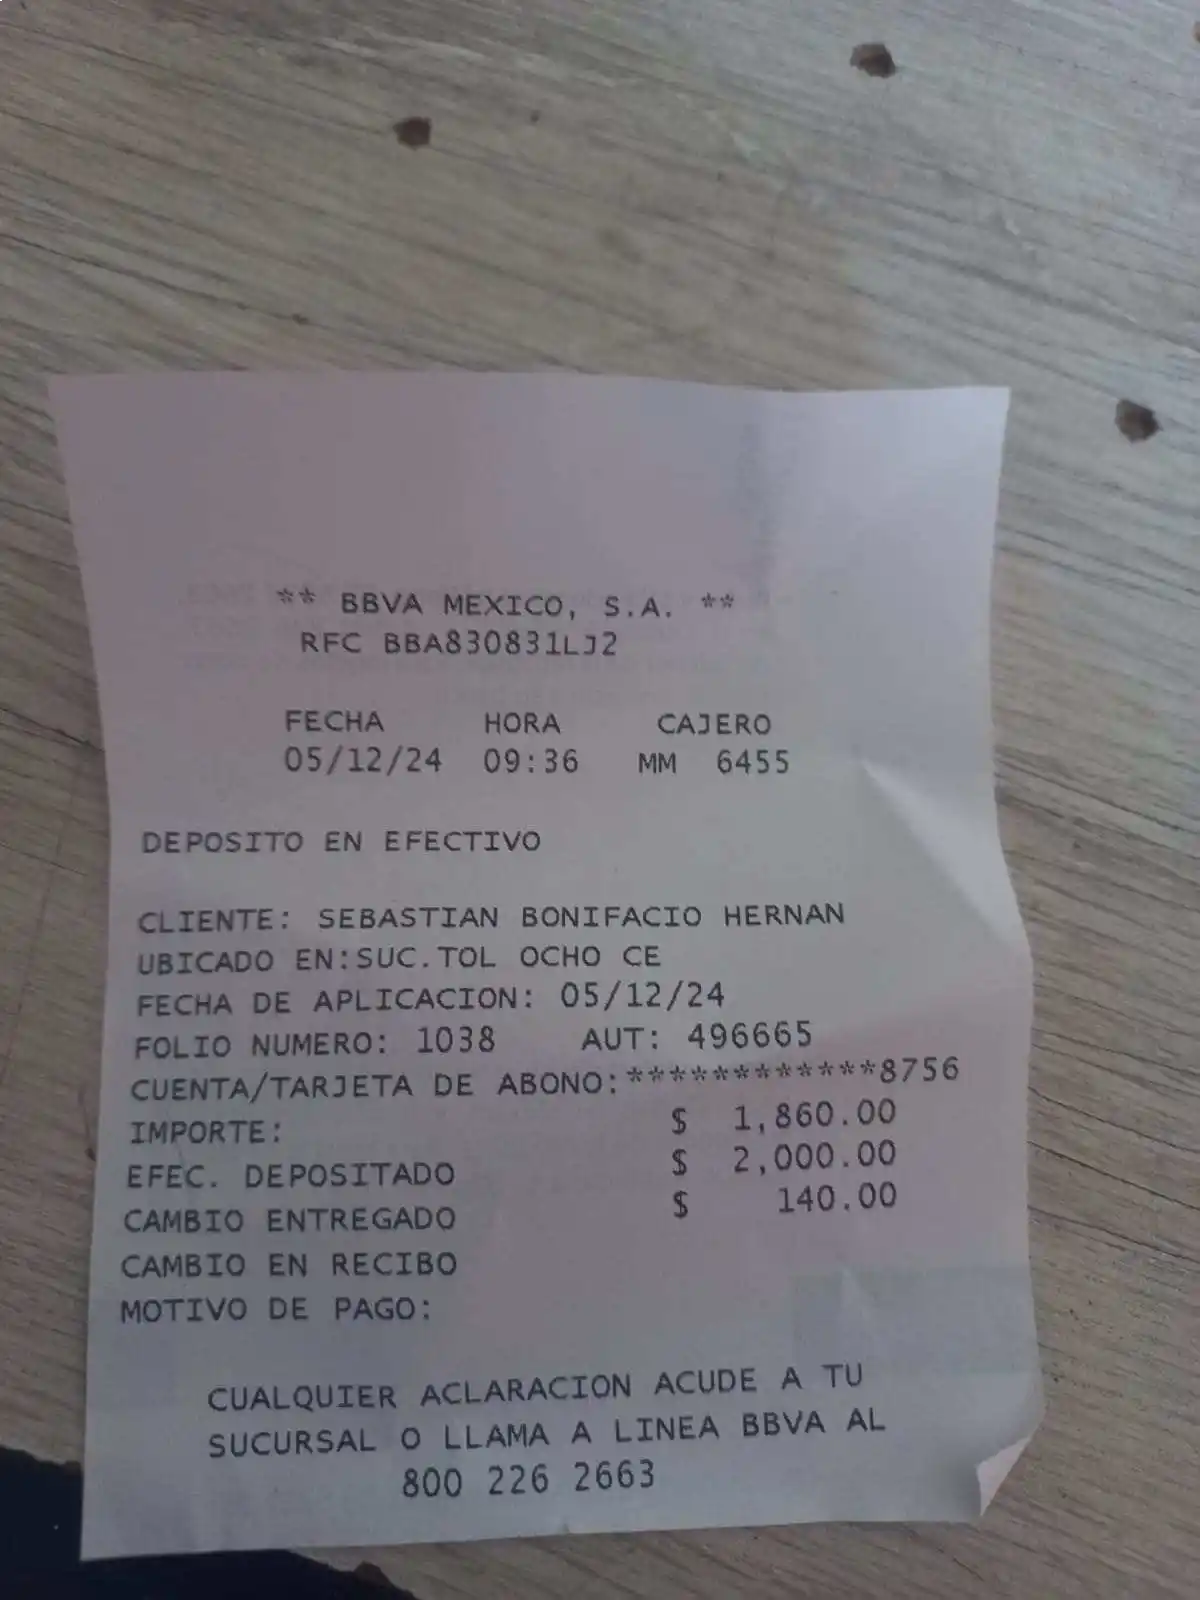 ** BBVA MEXICO, S.A. **
RFC BBA830831LJ2
FECHA HORA CAJERO
05/12/24 09:36 MM 6455
DEPOSITO EN EFECTIVO
CLIENTE: SEBASTIAN BONIFACIO HERNAN
UBICADO EN:SUC.TOL OCHO CE
FECHA DE APLICACION: 05/12/24
FOLIO NUMERO: 1038 AUT: 496665
CUENTA/TARJETA DE ABONO:************8756
IMPORTE: $ 1,860.00
EFEC. DEPOSITADO $ 2,000.00
CAMBIO ENTREGADO $ 140.00
CAMBIO EN RECIBO
MOTIVO DE PAGO:
CUALQUIER ACLARACION ACUDE A TU
SUCURSAL O LLAMA A LINEA BBVA AL
800 226 2663